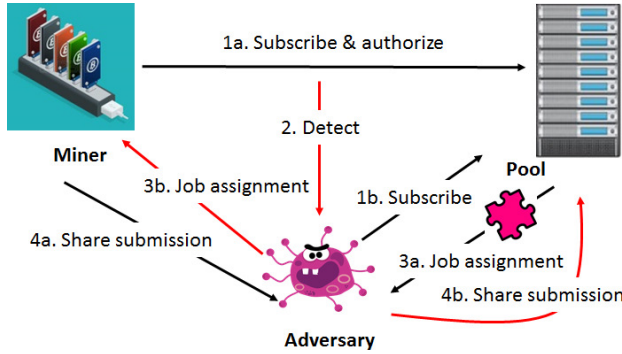 1a. Subscribe & authorize
2. Detect
Miner
Pool
3b. Job assignment
1b. Subscribe
4a. Share submission
3a. Job assignment
4b. Share submission
Adversary